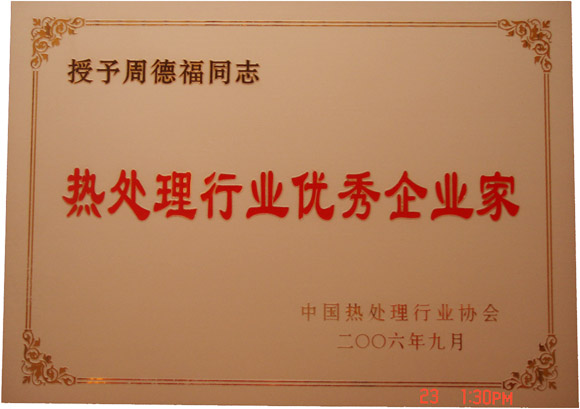 授予周德福同志
热处理行业优秀企业家
中国热处理行业协会
二〇〇六年九月
23 1:30PM